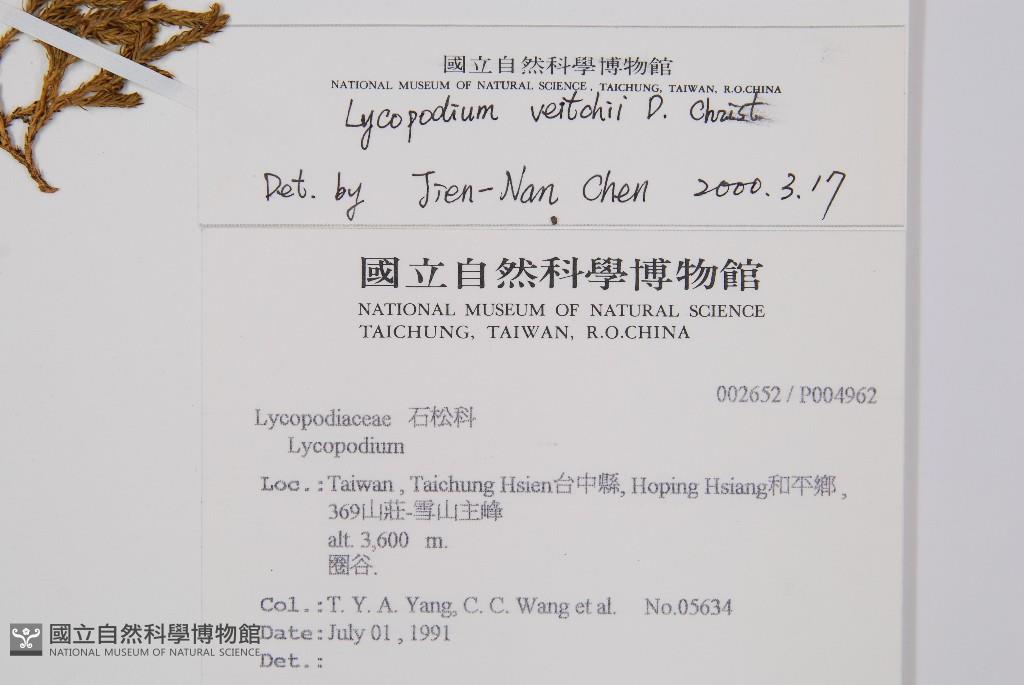 國立自然科學博物館
NATIONAL MUSEUM OF NATURAL SCIENCE, TAICHUNG, TAIWAN, R.O.CHINA
Lycopodium veitchii D. Christ
Det. by Jien-Nan Chen 2000.3.17
國立自然科學博物館
NATIONAL MUSEUM OF NATURAL SCIENCE
TAICHUNG, TAIWAN, R.O.CHINA
002652 / P004962
Lycopodiaceae 石松科
Lycopodium
Loc.: Taiwan , Taichung Hsien台中縣, Hoping Hsiang和平鄉 ,
369山莊-雪山主峰
alt. 3,600 m.
圈谷.
Col.: T. Y. A. Yang, C. C. Wang et al. No.05634
Date: July 01 , 1991
Det.:
國立自然科學博物館
NATIONAL MUSEUM OF NATURAL SCIENCE